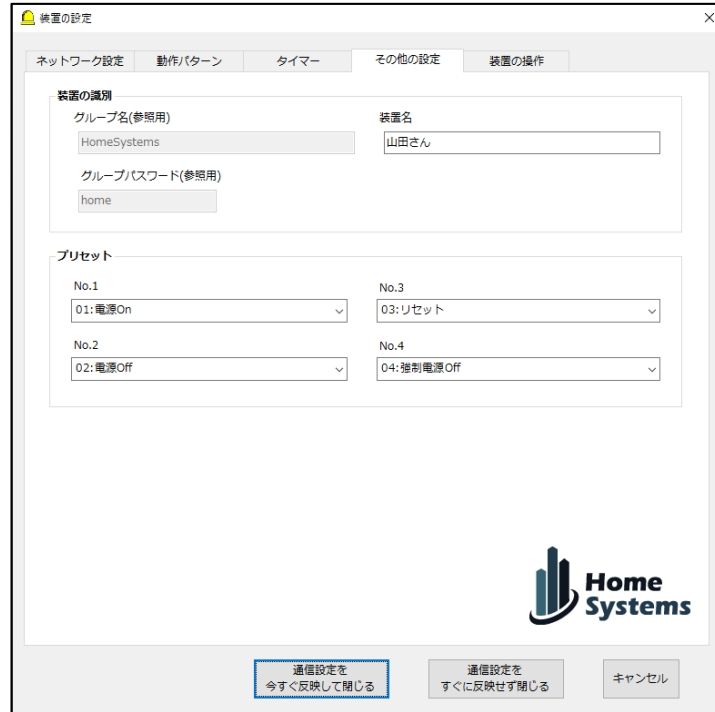 装置の設定
ネットワーク設定 動作パターン タイマー その他の設定 装置の操作
装置の識別
グループ名(参照用) 装置名
HomeSystems 山田さん
グループパスワード(参照用)
home
プリセット
No.1 No.3
01:電源On 03:リセット
No.2 No.4
02:電源Off 04:強制電源Off
Home
Systems
通信設定を
今すぐ反映して閉じる
通信設定を
すぐに反映せず閉じる
キャンセル